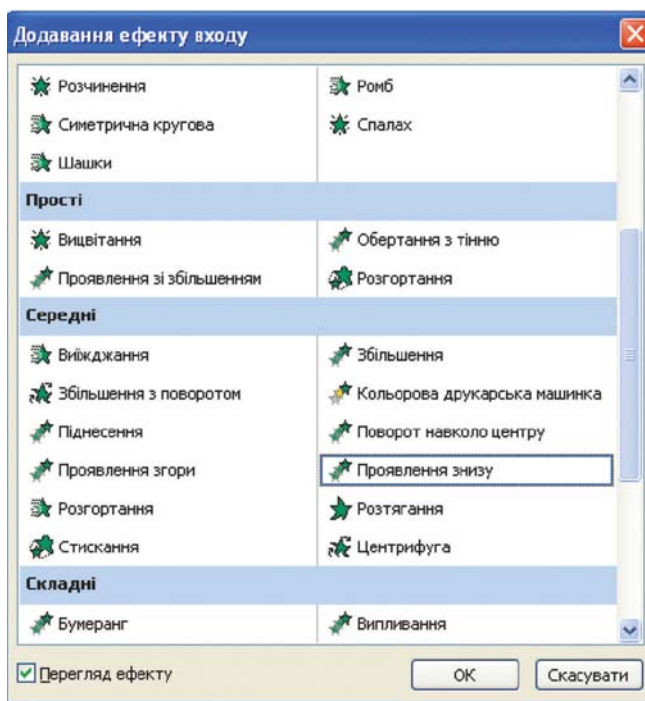 Додавання ефекту входу
Розчинення Ромб
Симетрична кругова Спалах
Шашки
Прості
Вицвітання Обертання з тінню
Проявлення зі збільшенням Розгортання
Середні
Виїжджання Збільшення
Збільшення з поворотом Кольорова друкарська машинка
Піднесення Поворот навколо центру
Проявлення згори Проявлення знизу
Розгортання Розтягання
Стискання Центрифуга
Складні
Бумеранг Випливання
Перегляд ефекту ОК Скасувати